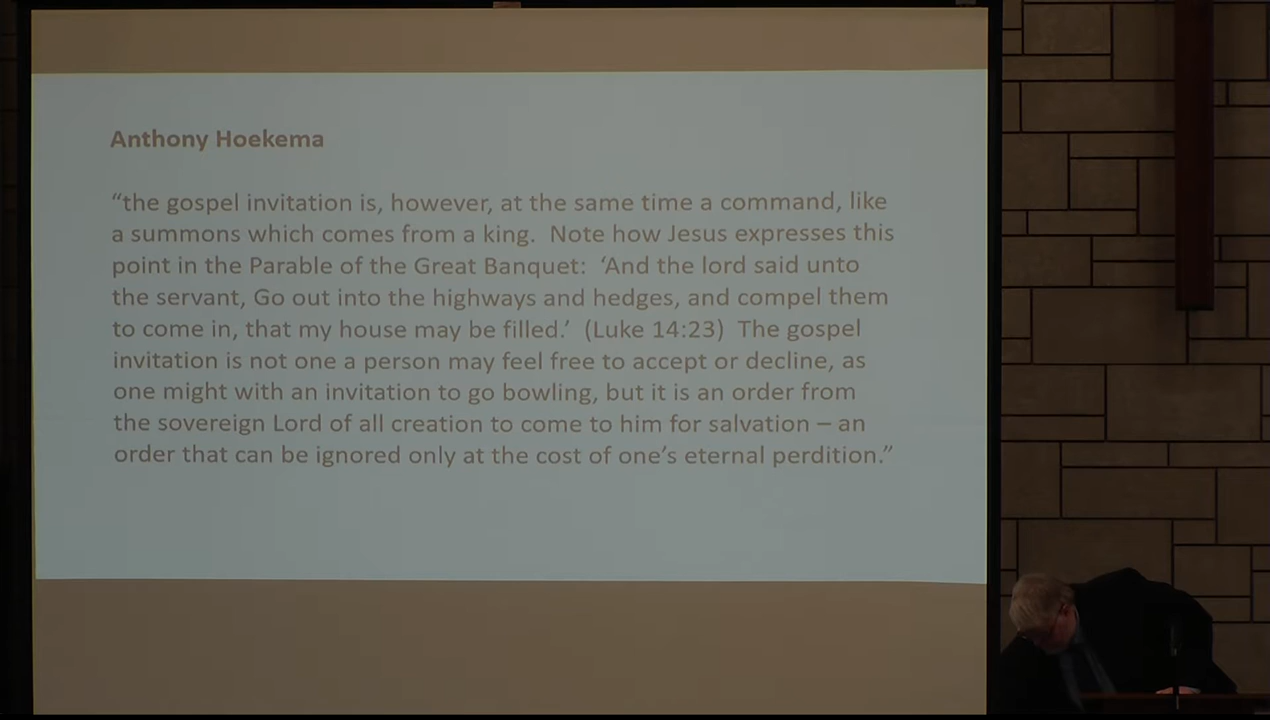 Anthony Hoekema
“the gospel invitation is, however, at the same time a command, like
a summons which comes from a king.  Note how Jesus expresses this
point in the Parable of the Great Banquet:  ‘And the lord said unto
the servant, Go out into the highways and hedges, and compel them
to come in, that my house may be filled.’  (Luke 14:23)  The gospel
invitation is not one a person may feel free to accept or decline, as
one might with an invitation to go bowling, but it is an order from
the sovereign Lord of all creation to come to him for salvation – an
order that can be ignored only at the cost of one’s eternal perdition.”